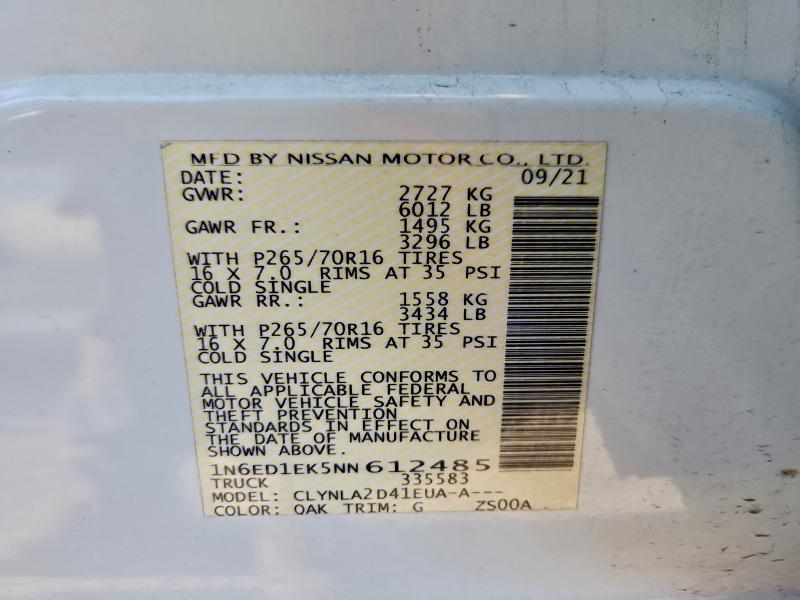 MFD BY NISSAN MOTOR CO., LTD.
DATE: 09/21
GVWR: 2727 KG
6012 LB
GAWR FR.: 1495 KG
3296 LB
WITH P265/70R16 TIRES
16 X 7.0 RIMS AT 35 PSI
COLD SINGLE
GAWR RR.: 1558 KG
3434 LB
WITH P265/70R16 TIRES
16 X 7.0 RIMS AT 35 PSI
COLD SINGLE
THIS VEHICLE CONFORMS TO
ALL APPLICABLE FEDERAL
MOTOR VEHICLE SAFETY AND
THEFT PREVENTION
STANDARDS IN EFFECT ON
THE DATE OF MANUFACTURE
SHOWN ABOVE.
1N6ED1EK5NN612485
TRUCK 335583
MODEL: CLYNLA2D41EUA-A---
COLOR: QAK TRIM: G ZS00A